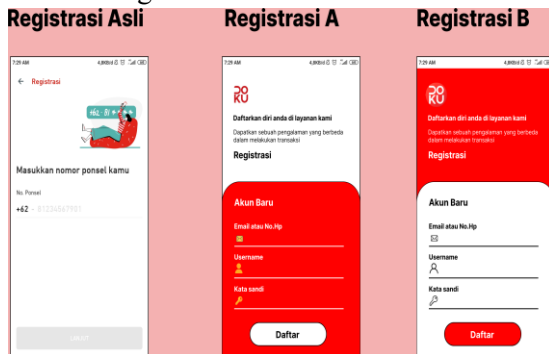 Registrasi Asli
Registrasi A
Registrasi B
7:29 AM
← Registrasi
Masukkan nomor ponsel kamu
No. Ponsel
+62 - 81234567901
7:29 AM
DOKU
Daftarkan diri anda di layanan kami
Dapatkan sebuah pengalaman yang berbeda
dalam melakukan transaksi
Registrasi
Akun Baru
Email atau No.Hp
Username
Kata sandi
Daftar
7:29 AM
DOKU
Daftarkan diri anda di layanan kami
Dapatkan sebuah pengalaman yang berbeda
dalam melakukan transaksi
Registrasi
Akun Baru
Email atau No.Hp
Username
Kata sandi
Daftar